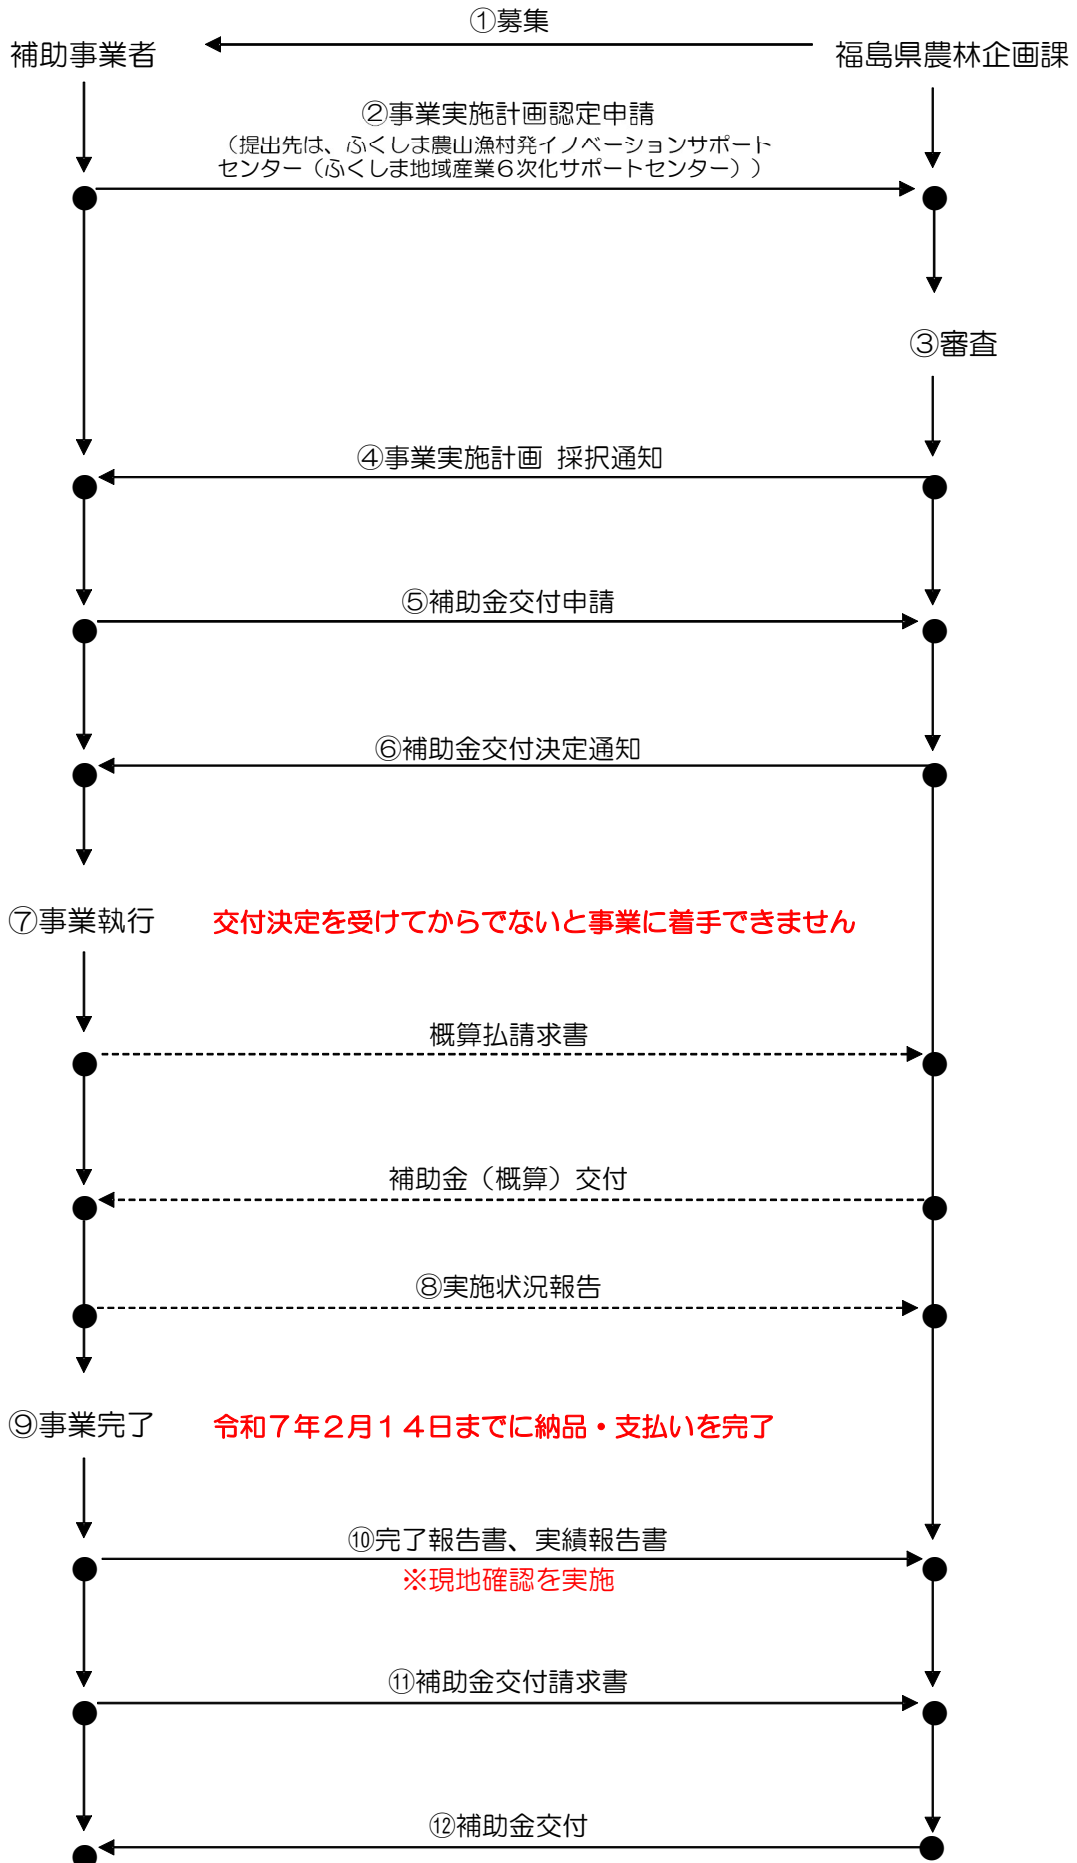 ①募集
補助事業者
福島県農林企画課
②事業実施計画認定申請
（提出先は、ふくしま農山漁村発イノベーションサポート
センター（ふくしま地域産業６次化サポートセンター））
③審査
④事業実施計画 採択通知
⑤補助金交付申請
⑥補助金交付決定通知
⑦事業執行
交付決定を受けてからでないと事業に着手できません
概算払請求書
補助金（概算）交付
⑧実施状況報告
⑨事業完了
令和７年２月１４日までに納品・支払いを完了
⑩完了報告書、実績報告書
※現地確認を実施
⑪補助金交付請求書
⑫補助金交付